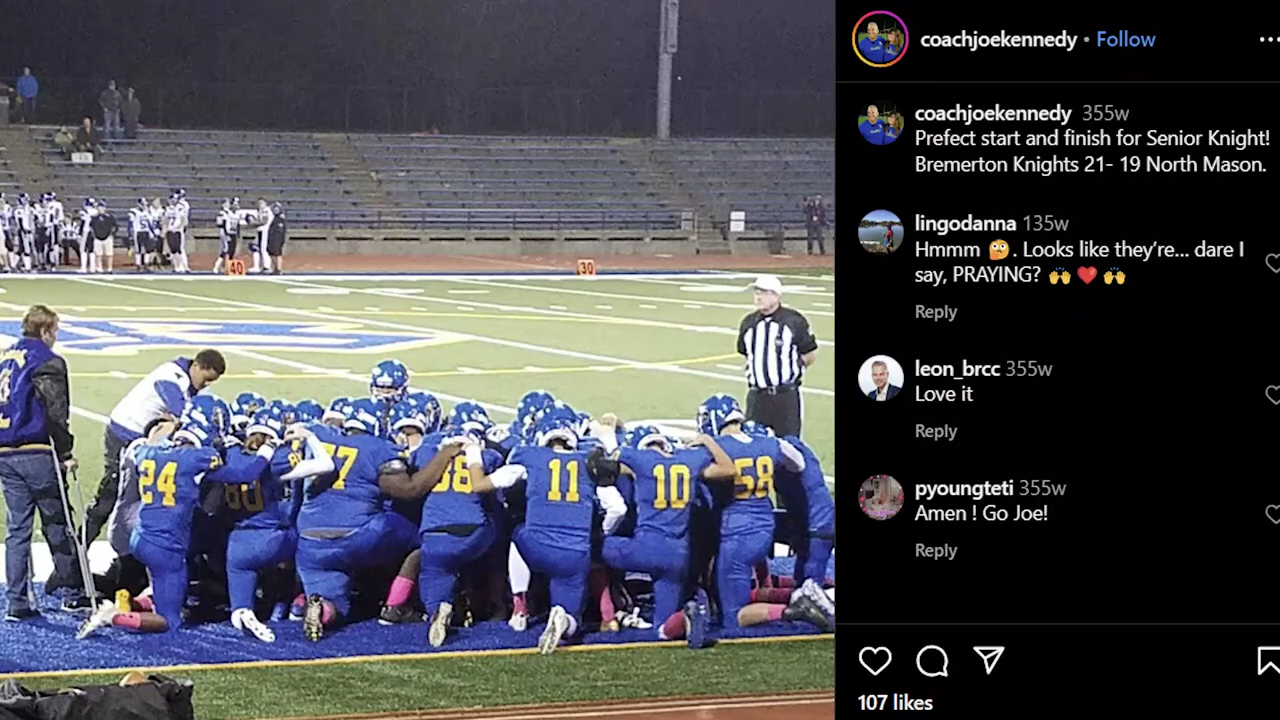 coachjoekennedy • Follow
coachjoekennedy 355w
Prefect start and finish for Senior Knight!
Bremerton Knights 21- 19 North Mason.
lingodanna 135w
Hmmm 🤔. Looks like they're... dare I
say, PRAYING? 🙌 ❤️ 🙌
Reply
leon_brcc 355w
Love it
Reply
pyoungteti 355w
Amen ! Go Joe!
Reply
107 likes
40
30
24
77
11
10
58